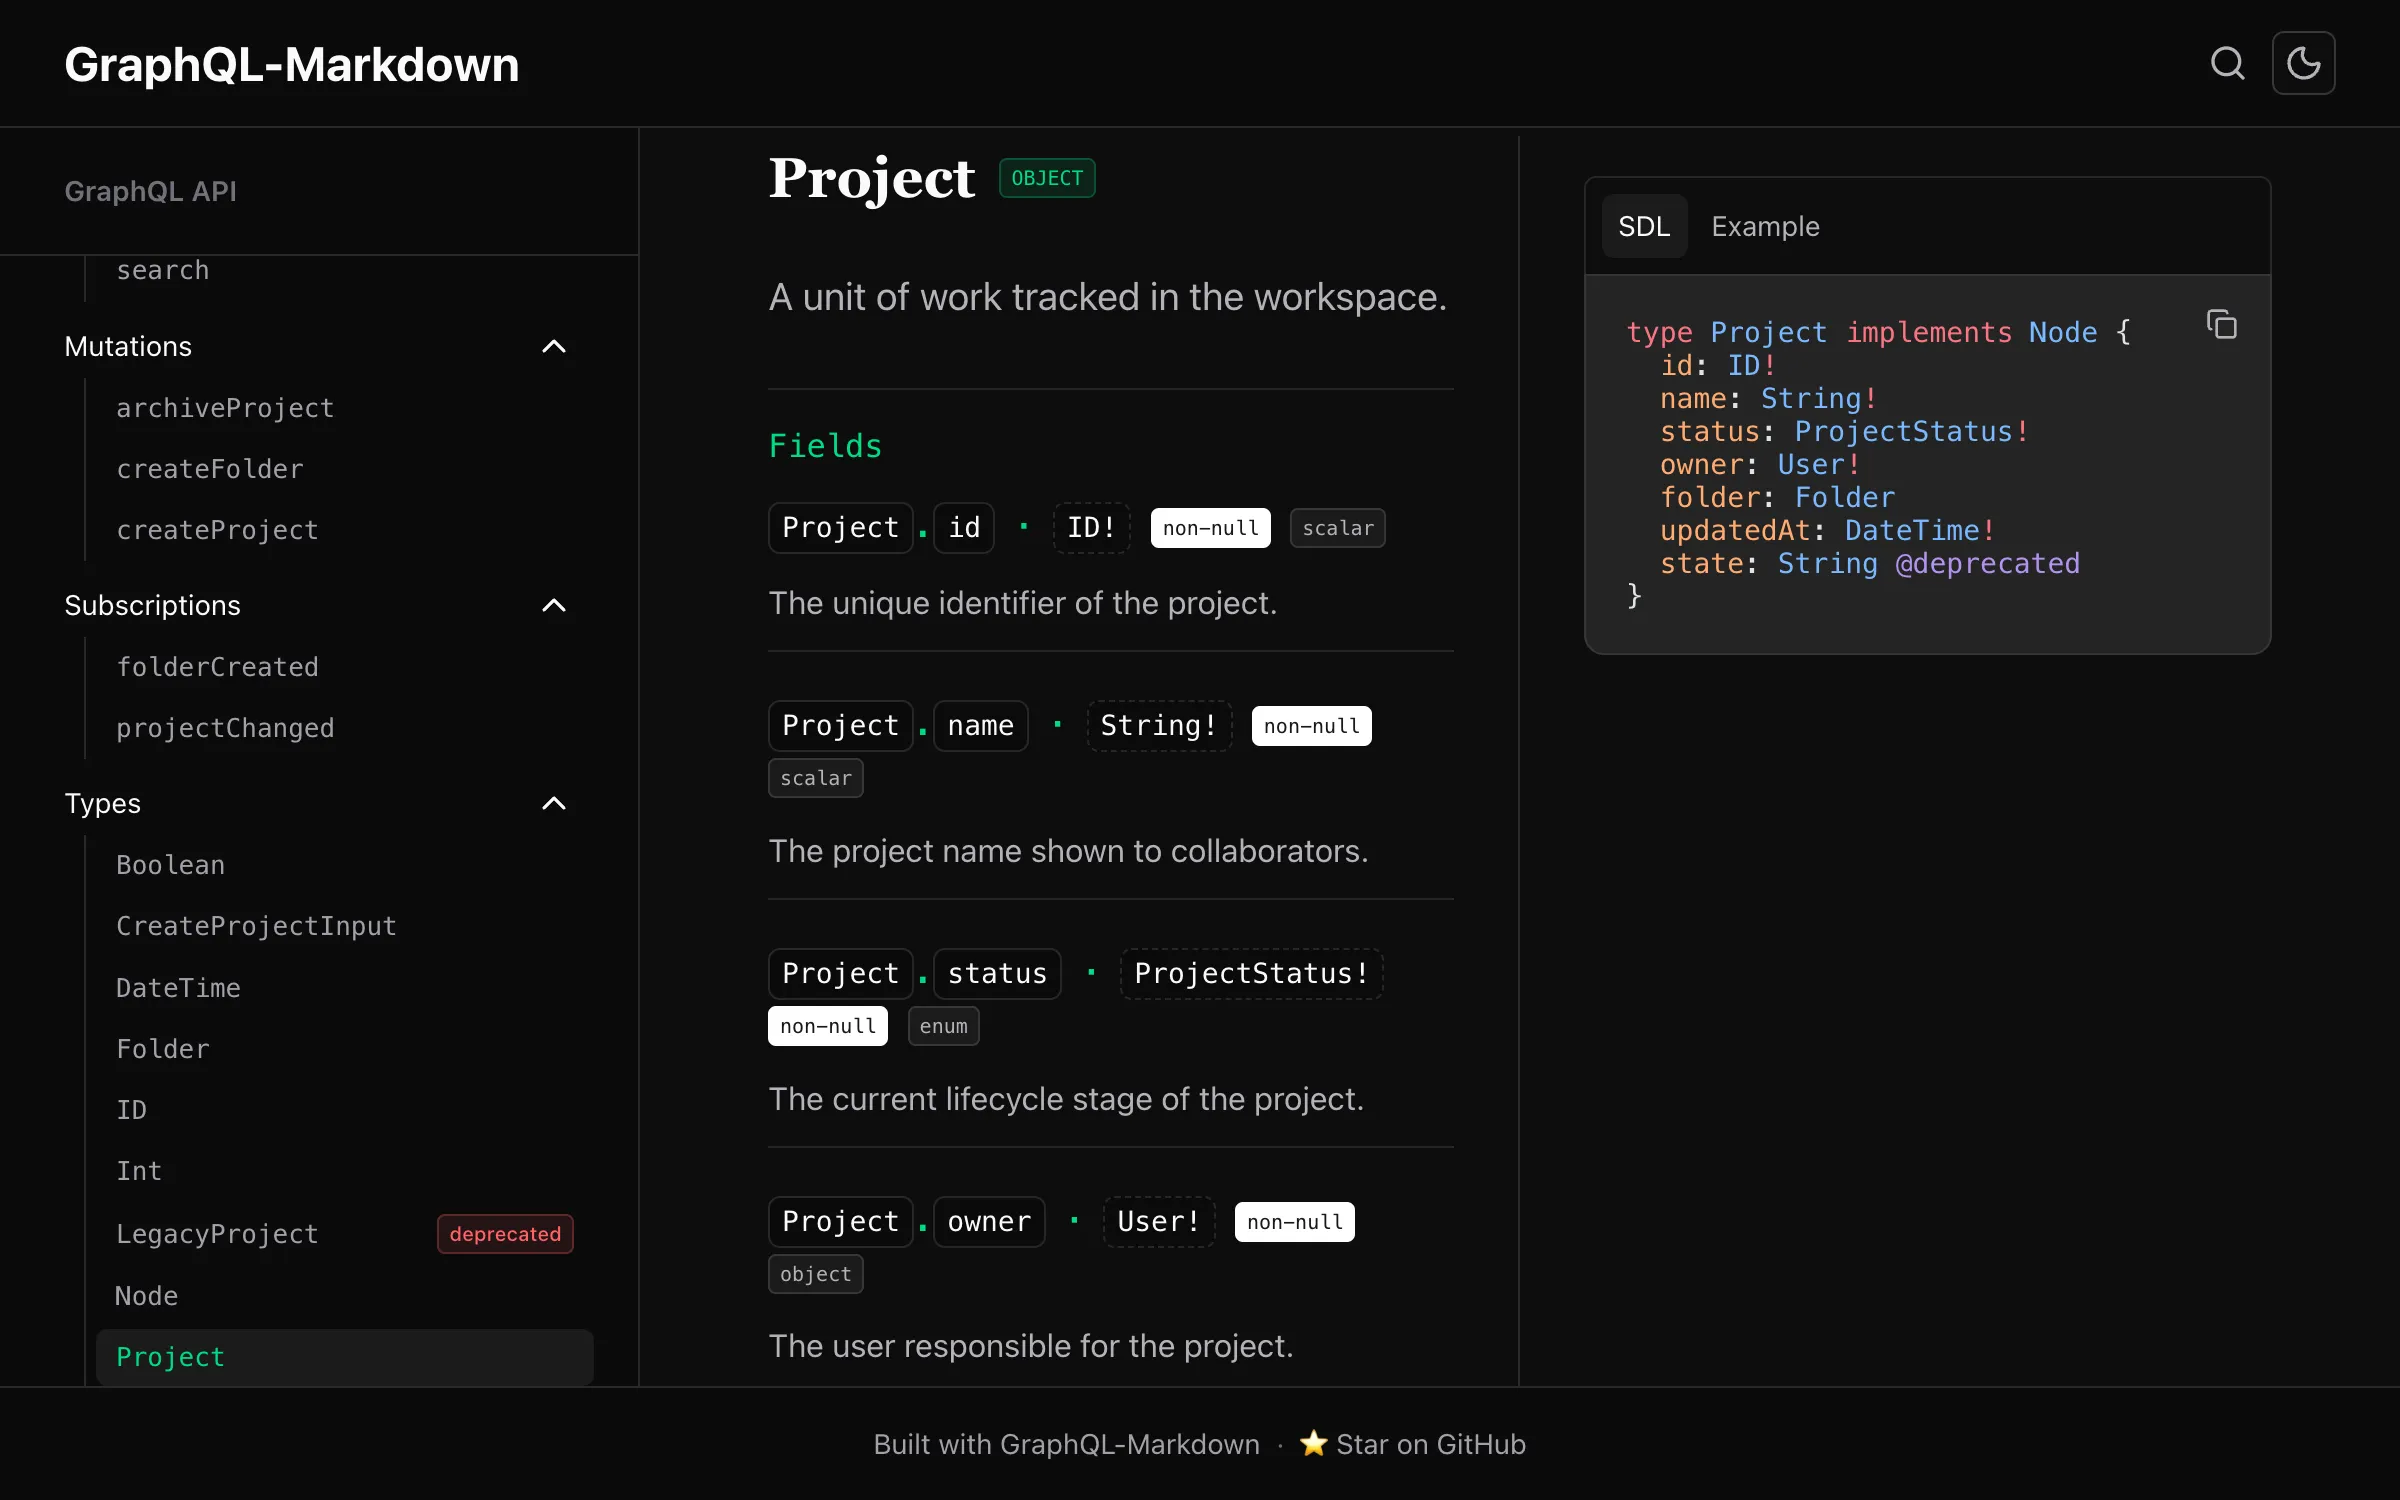 GraphQL-Markdown
GraphQL API
search
Mutations
archiveProject
createFolder
createProject
Subscriptions
folderCreated
projectChanged
Types
Boolean
CreateProjectInput
DateTime
Folder
ID
Int
LegacyProject deprecated
Node
Project
Project OBJECT
A unit of work tracked in the workspace.
Fields
Project.id · ID! non-null scalar
The unique identifier of the project.
Project.name · String! non-null
scalar
The project name shown to collaborators.
Project.status · ProjectStatus!
non-null enum
The current lifecycle stage of the project.
Project.owner · User! non-null
object
The user responsible for the project.
SDL Example
type Project implements Node {
  id: ID!
  name: String!
  status: ProjectStatus!
  owner: User!
  folder: Folder
  updatedAt: DateTime!
  state: String @deprecated
}
Built with GraphQL-Markdown · ⭐ Star on GitHub